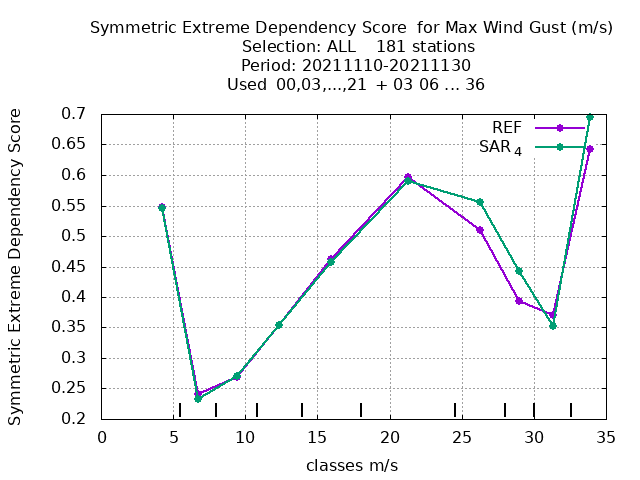 Symmetric Extreme Dependency Score for Max Wind Gust (m/s)
Selection: ALL 181 stations
Period: 20211110-20211130
Used 00,03,...,21 + 03 06 ... 36
Symmetric Extreme Dependency Score
0.7
0.65
0.6
0.55
0.5
0.45
0.4
0.35
0.3
0.25
0.2
REF
SAR 4
0 5 10 15 20 25 30 35
classes m/s